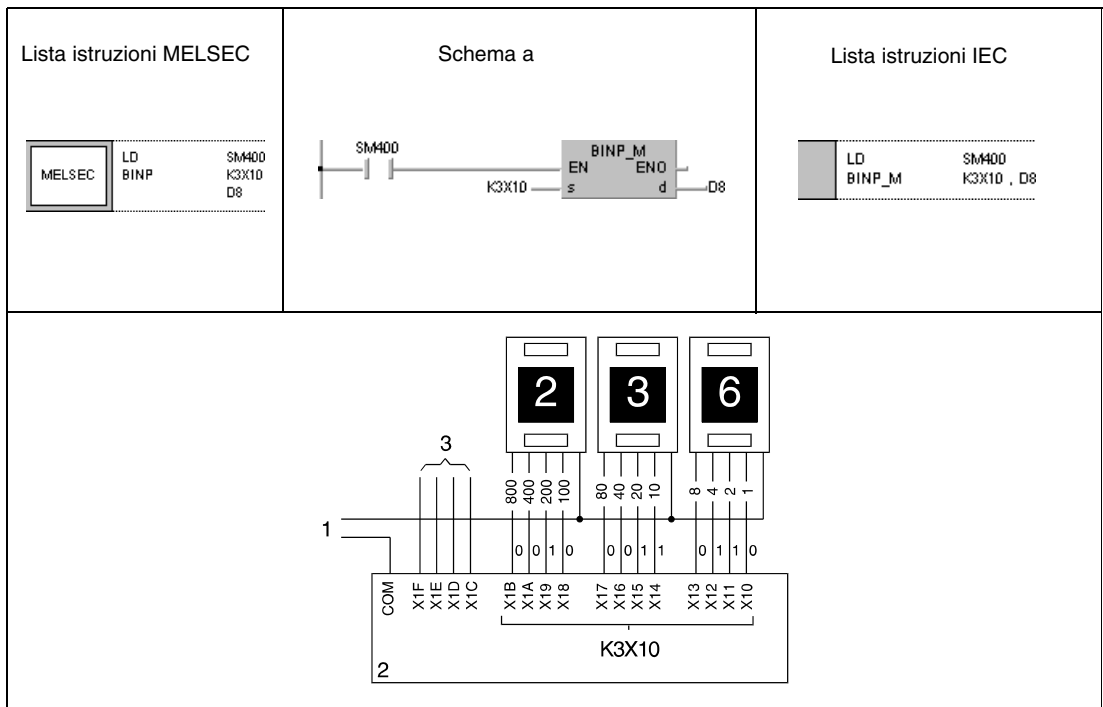 Lista istruzioni MELSEC
Schema a
Lista istruzioni IEC
MELSEC
LD SM400
BINP K3X10
D8
SM400
BINP_M
EN ENO
K3X10 s d D8
LD SM400
BINP_M K3X10 , D8
2 3 6
3
800 400 200 100 80 40 20 10 8 4 2 1
1
0 0 1 0 0 0 1 1 0 1 1 0
COM X1F X1E X1D X1C X1B X1A X19 X18 X17 X16 X15 X14 X13 X12 X11 X10
K3X10
2